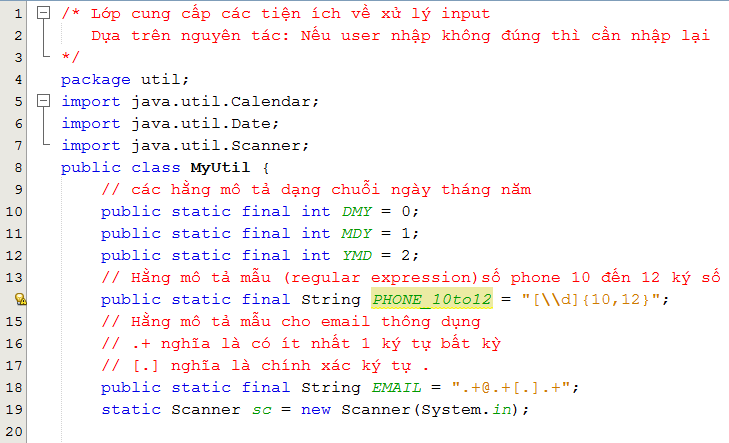 1 /* Lớp cung cấp các tiện ích về xử lý input
2 Dựa trên nguyên tác: Nếu user nhập không đúng thì cần nhập lại
3 */
4 package util;
5 import java.util.Calendar;
6 import java.util.Date;
7 import java.util.Scanner;
8 public class MyUtil {
9 // các hằng mô tả dạng chuỗi ngày tháng năm
10 public static final int DMY = 0;
11 public static final int MDY = 1;
12 public static final int YMD = 2;
13 // Hằng mô tả mẫu (regular expression)số phone 10 đến 12 ký số
public static final String PHONE_10to12 = "[\\d]{10,12}";
15 // Hằng mô tả mẫu cho email thông dụng
16 // .+ nghĩa là có ít nhất 1 ký tự bất kỳ
17 // [.] nghĩa là chính xác ký tự .
18 public static final String EMAIL = ".+@.+[.].+";
19 static Scanner sc = new Scanner(System.in);
20